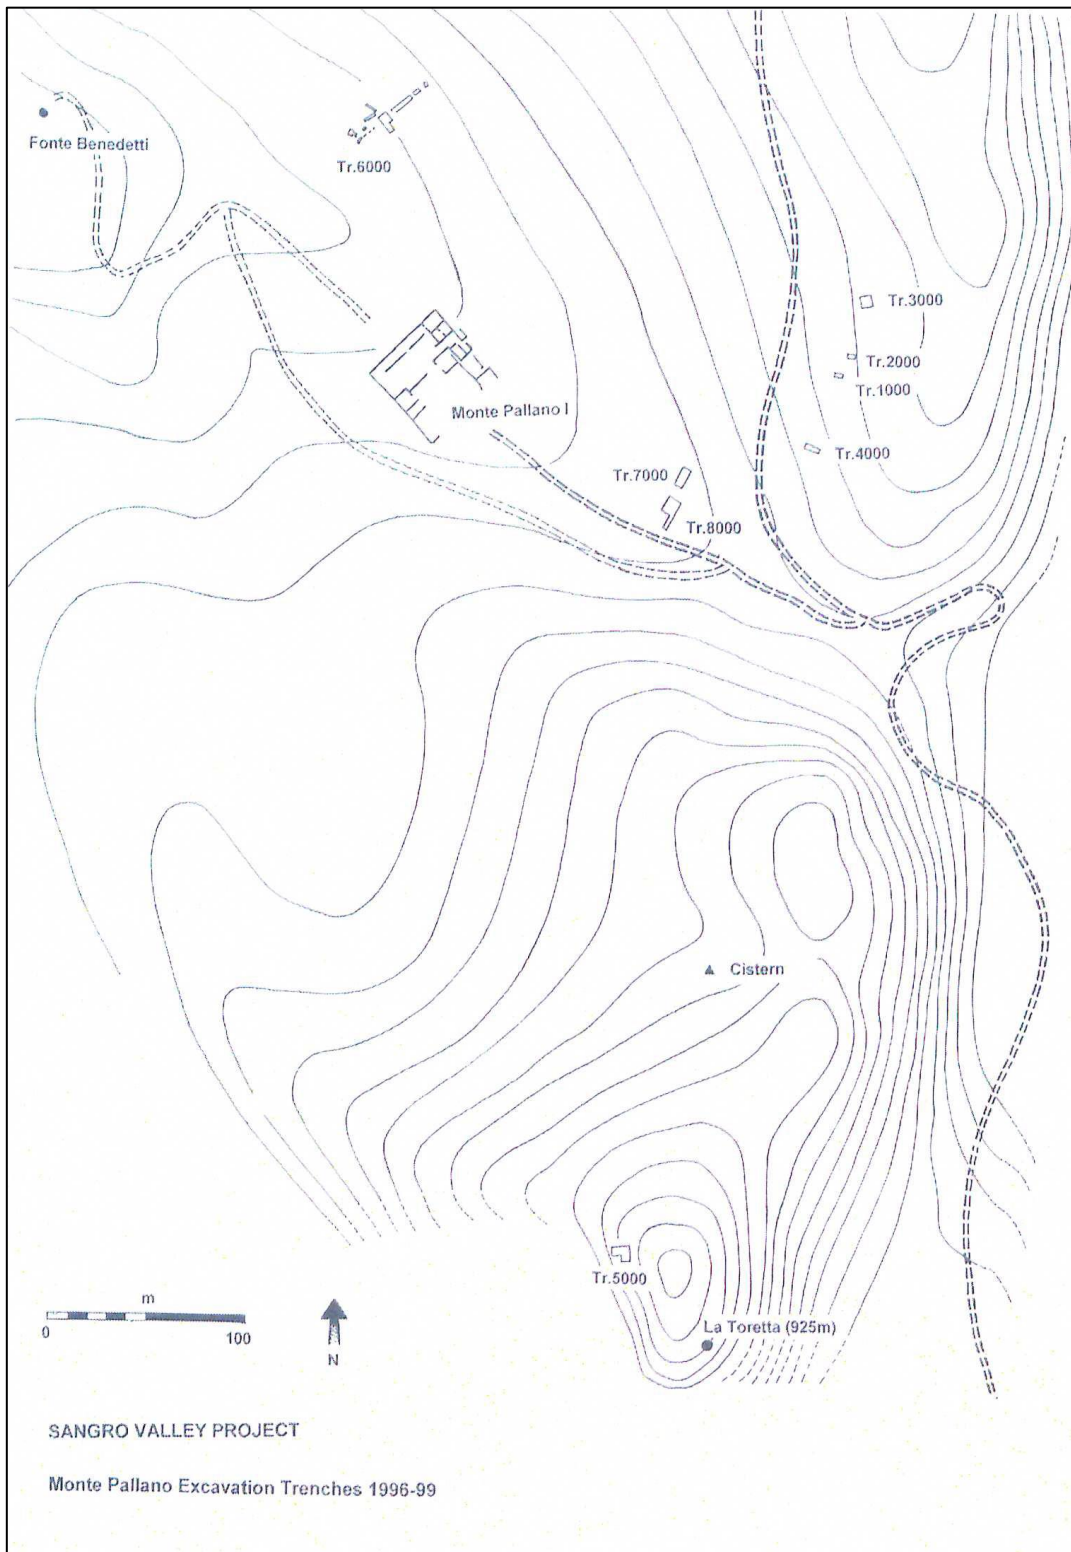 Fonte Benedetti
Tr.6000
Tr.3000
Tr.2000
Tr.1000
Monte Pallano I
Tr.4000
Tr.7000
Tr.8000
Cistern
Tr.5000
La Toretta (925m)
m
0 100
N
SANGRO VALLEY PROJECT
Monte Pallano Excavation Trenches 1996-99